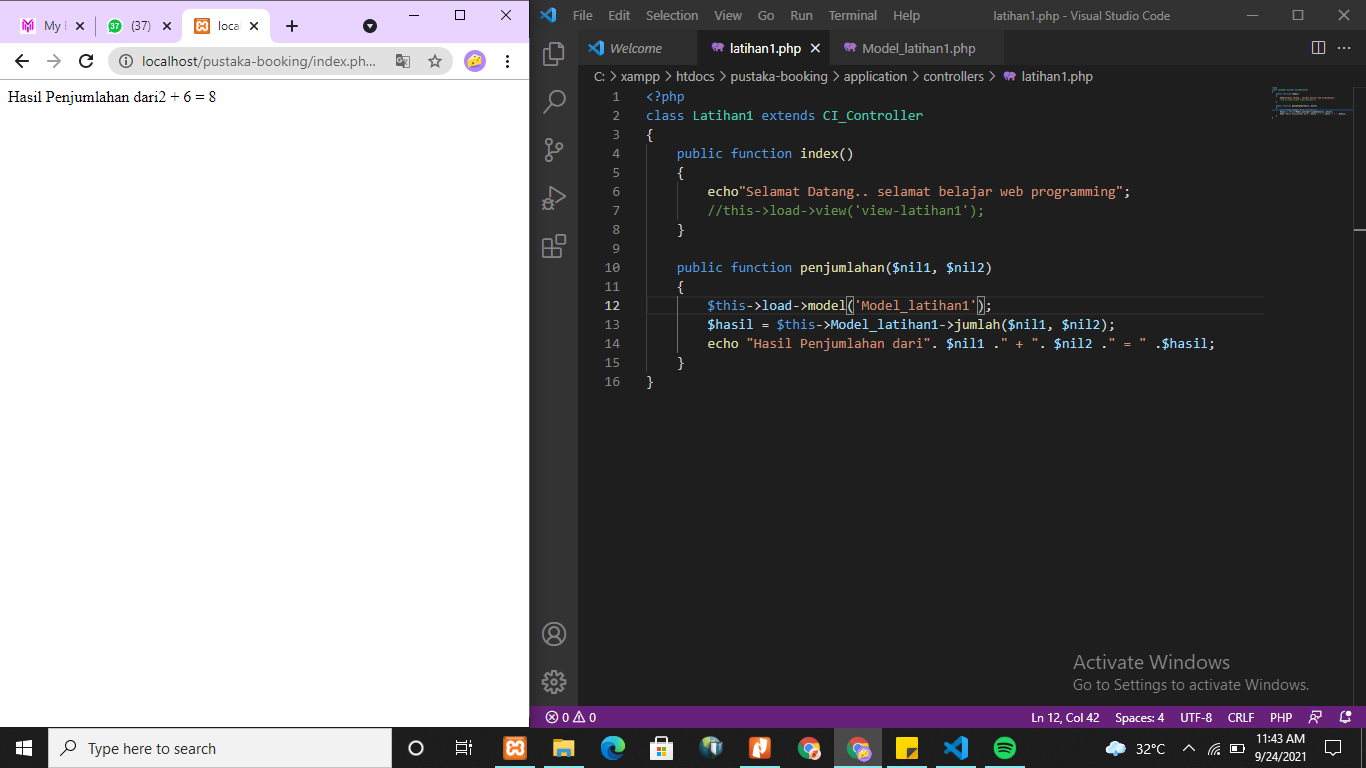 My E
(37)
loca
localhost/pustaka-booking/index.ph...
Hasil Penjumlahan dari2 + 6 = 8
File Edit Selection View Go Run Terminal Help latihan1.php - Visual Studio Code
Welcome latihan1.php Model_latihan1.php
C: > xampp > htdocs > pustaka-booking > application > controllers > latihan1.php
1 <?php
2 class Latihan1 extends CI_Controller
3 {
4 public function index()
5 {
6 echo"Selamat Datang.. selamat belajar web programming";
7 //this->load->view('view-latihan1');
8 }
9
10 public function penjumlahan($nil1, $nil2)
11 {
12 $this->load->model('Model_latihan1');
13 $hasil = $this->Model_latihan1->jumlah($nil1, $nil2);
14 echo "Hasil Penjumlahan dari". $nil1 ." + ". $nil2 ." = " .$hasil;
15 }
16 }
Activate Windows
Go to Settings to activate Windows.
0 0 Ln 12, Col 42 Spaces: 4 UTF-8 CRLF PHP
Type here to search
32°C
11:43 AM
9/24/2021